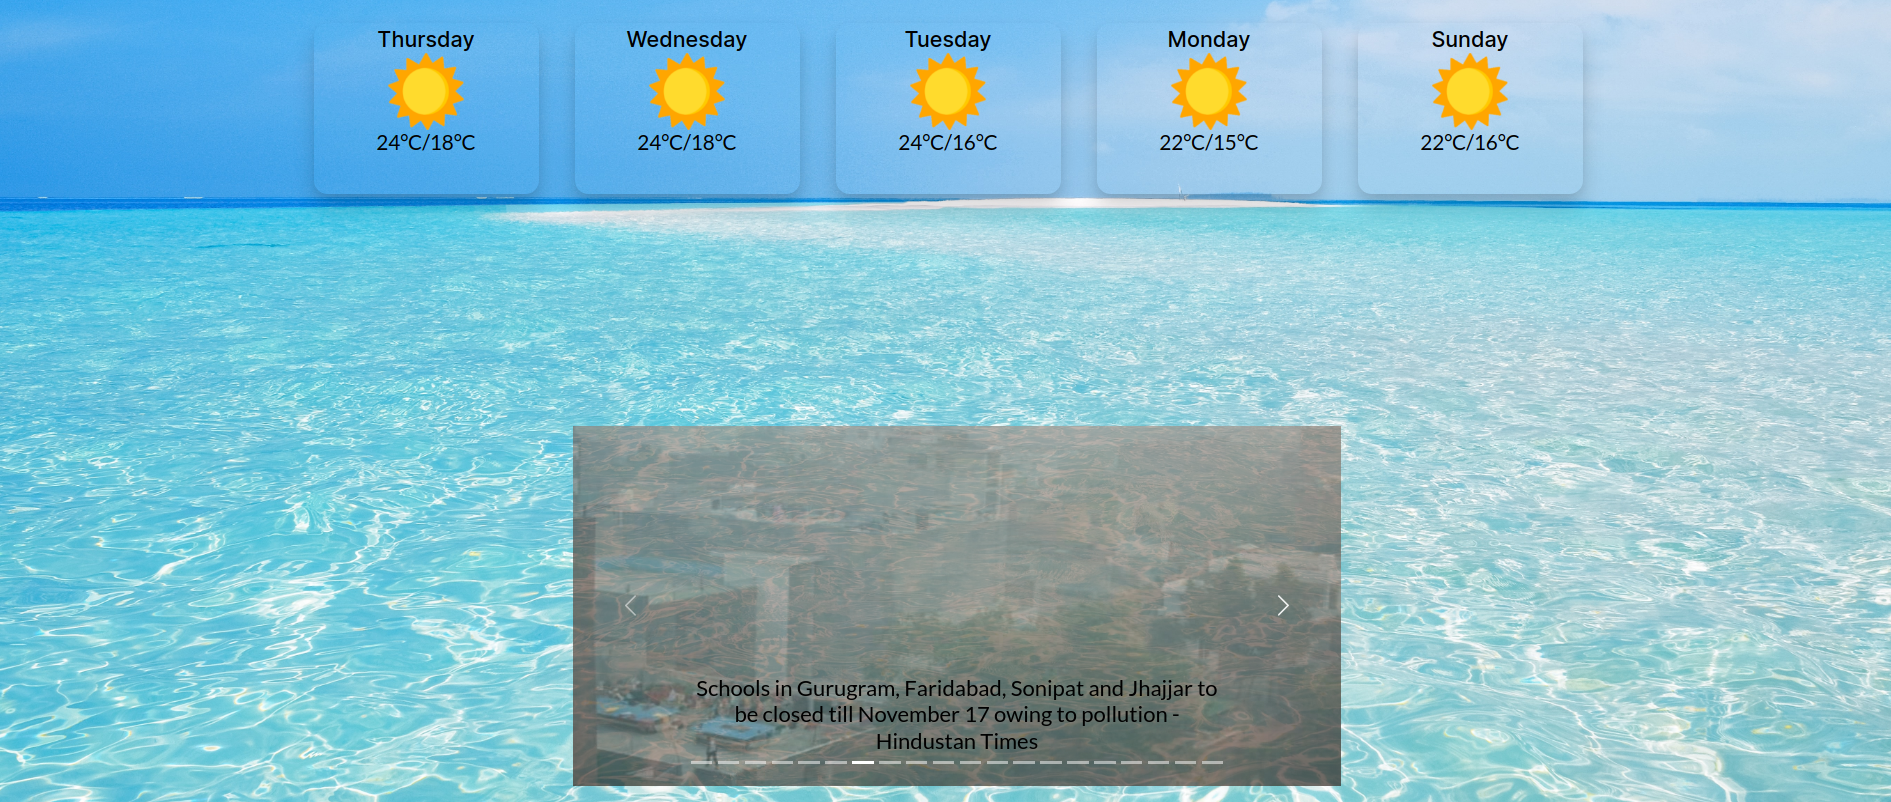 Thursday
24°C/18°C
Wednesday
24°C/18°C
Tuesday
24°C/16°C
Monday
22°C/15°C
Sunday
22°C/16°C
Schools in Gurugram, Faridabad, Sonipat and Jhajjar to
be closed till November 17 owing to pollution -
Hindustan Times